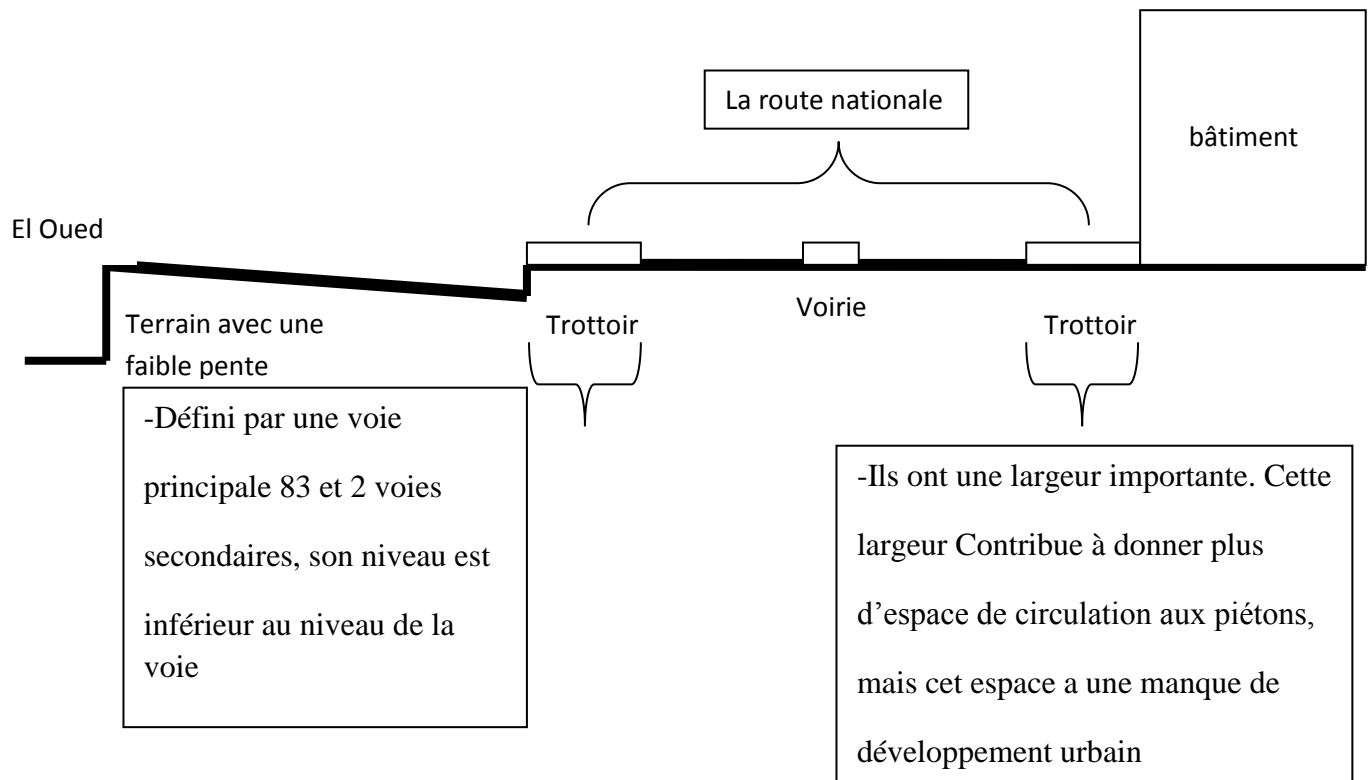 La route nationale
bâtiment
El Oued
Voirie
Terrain avec une
faible pente
Trottoir
Trottoir
-Défini par une voie
principale 83 et 2 voies
secondaires, son niveau est
inférieur au niveau de la
voie
-Ils ont une largeur importante. Cette
largeur Contribue à donner plus
d’espace de circulation aux piétons,
mais cet espace a une manque de
développement urbain